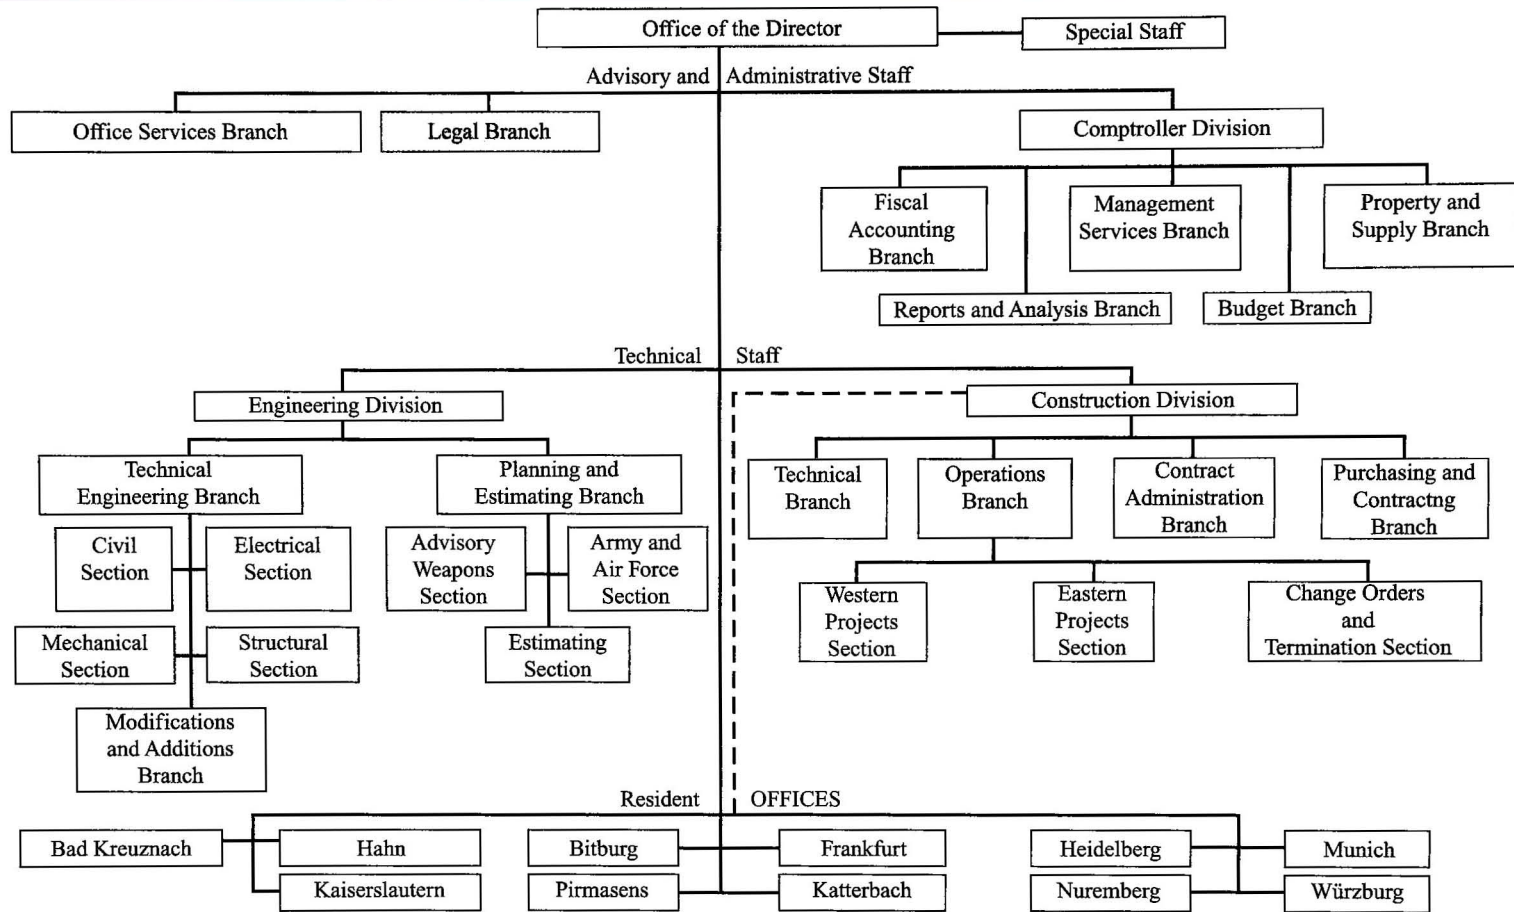 Office of the Director
Special Staff
Advisory and Administrative Staff
Office Services Branch
Legal Branch
Comptroller Division
Fiscal
Accounting
Branch
Management
Services Branch
Property and
Supply Branch
Reports and Analysis Branch
Budget Branch
Technical Staff
Engineering Division
Construction Division
Technical
Engineering Branch
Planning and
Estimating Branch
Technical
Branch
Operations
Branch
Contract
Administration
Branch
Purchasing and
Contractng
Branch
Civil
Section
Electrical
Section
Advisory
Weapons
Section
Army and
Air Force
Section
Western
Projects
Section
Eastern
Projects
Section
Change Orders
and
Termination Section
Mechanical
Section
Structural
Section
Estimating
Section
Modifications
and Additions
Branch
Resident OFFICES
Bad Kreuznach
Hahn
Bitburg
Frankfurt
Heidelberg
Munich
Kaiserslautern
Pirmasens
Katterbach
Nuremberg
Würzburg